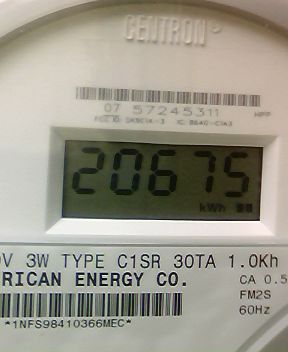 CENTRON
07 57245311
20675
kWh
V 3W TYPE C1SR 30TA 1.0Kh
RICAN ENERGY CO.
CA 0.5
FM2S
60Hz
*1NFS98410366MEC*